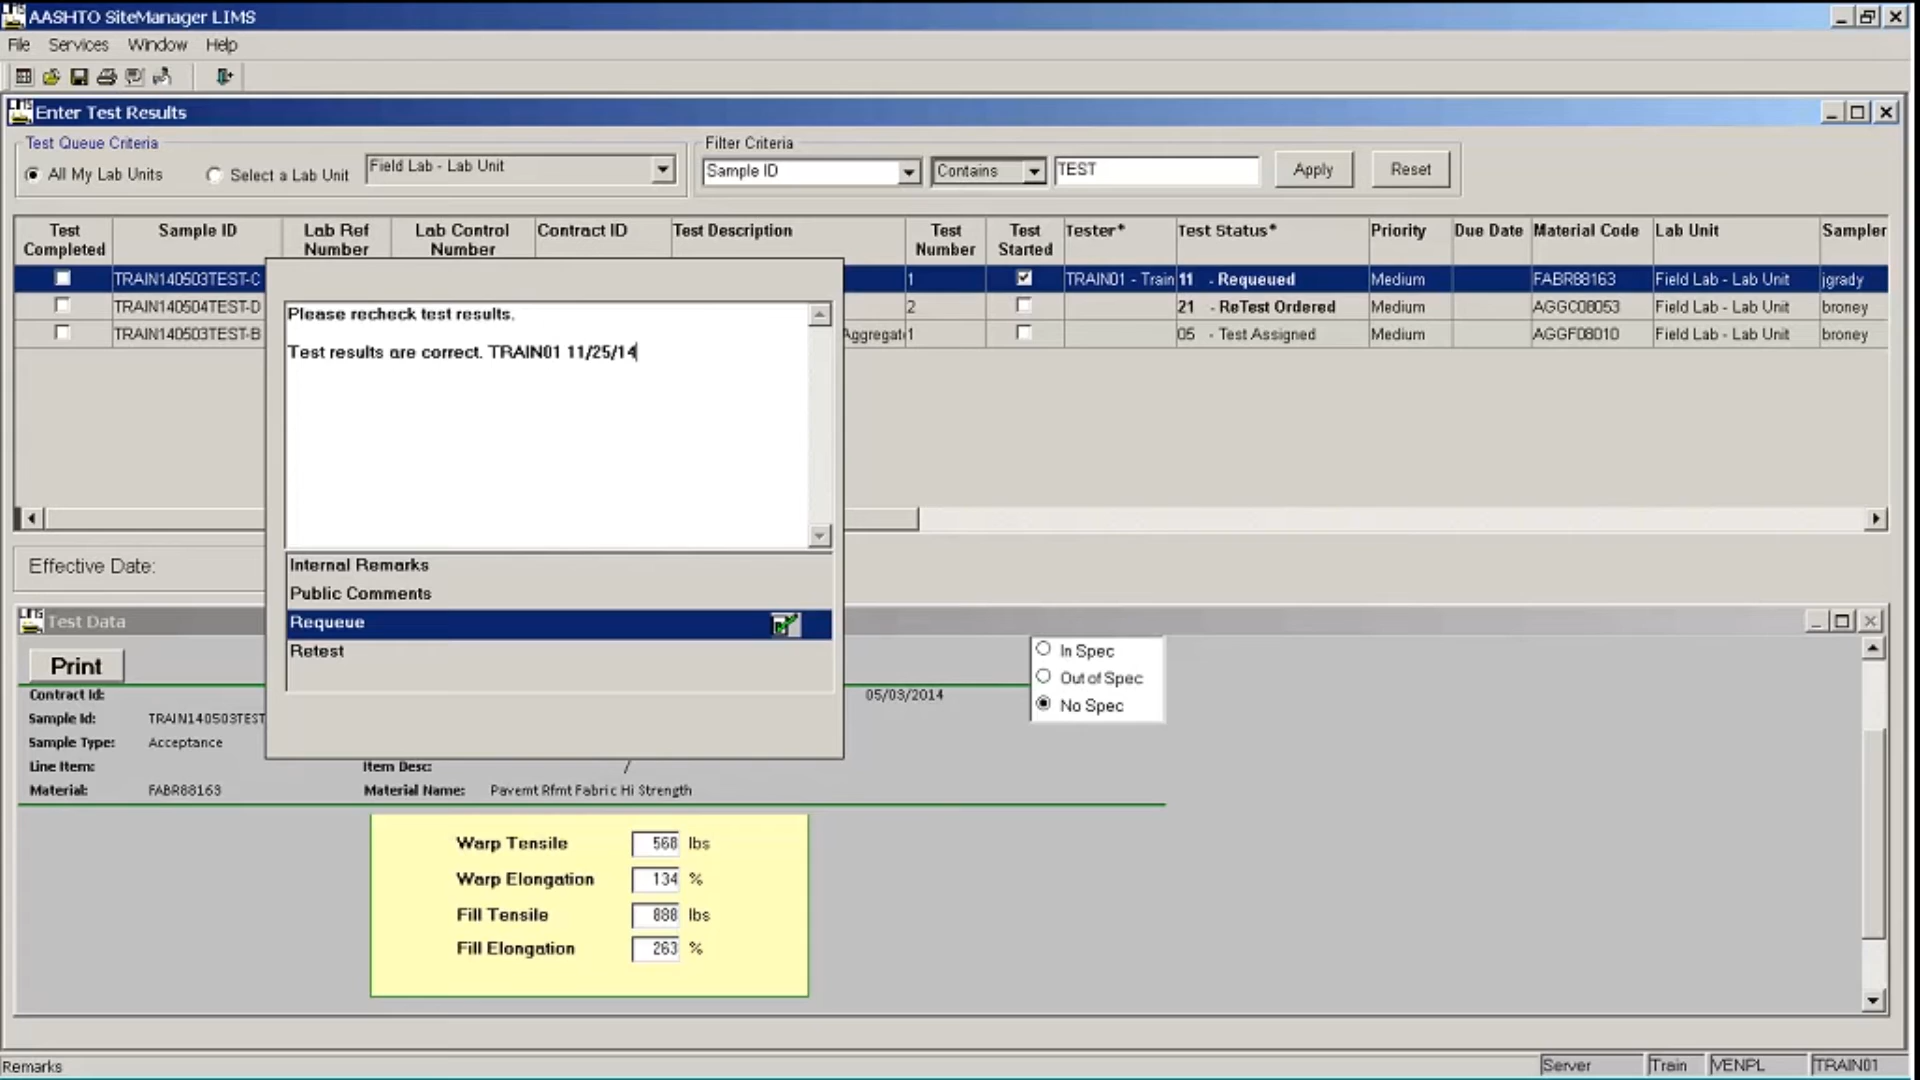 AASHTO SiteManager LIMS
File Services Window Help
Enter Test Results
Test Queue Criteria
All My Lab Units Select a Lab Unit Field Lab - Lab Unit
Filter Criteria
Sample ID Contains TEST Apply Reset
Test Completed Sample ID Lab Ref Number Lab Control Number Contract ID Test Description Test Number Test Started Tester* Test Status* Priority Due Date Material Code Lab Unit Sampler
TRAIN140503TEST-C 1 TRAIN01 - Train 11 - Requeued Medium FABR88163 Field Lab - Lab Unit jgrady
TRAIN140504TEST-D 2 21 - ReTest Ordered Medium AGGC08053 Field Lab - Lab Unit broney
TRAIN140503TEST-B Aggregate 1 05 - Test Assigned Medium AGGF08010 Field Lab - Lab Unit broney
Please recheck test results.
Test results are correct. TRAIN01 11/25/14
Internal Remarks
Public Comments
Requeue
Retest
Effective Date:
Test Data
Print
In Spec
Out of Spec
No Spec
Contract Id: 05/03/2014
Sample Id: TRAIN140503TEST
Sample Type: Acceptance
Line Item: Item Desc: /
Material: FABR88163 Material Name: Pavemt Rfmt Fabric Hi Strength
Warp Tensile 568 lbs
Warp Elongation 134 %
Fill Tensile 888 lbs
Fill Elongation 263 %
Remarks Server Train VENPL TRAIN01